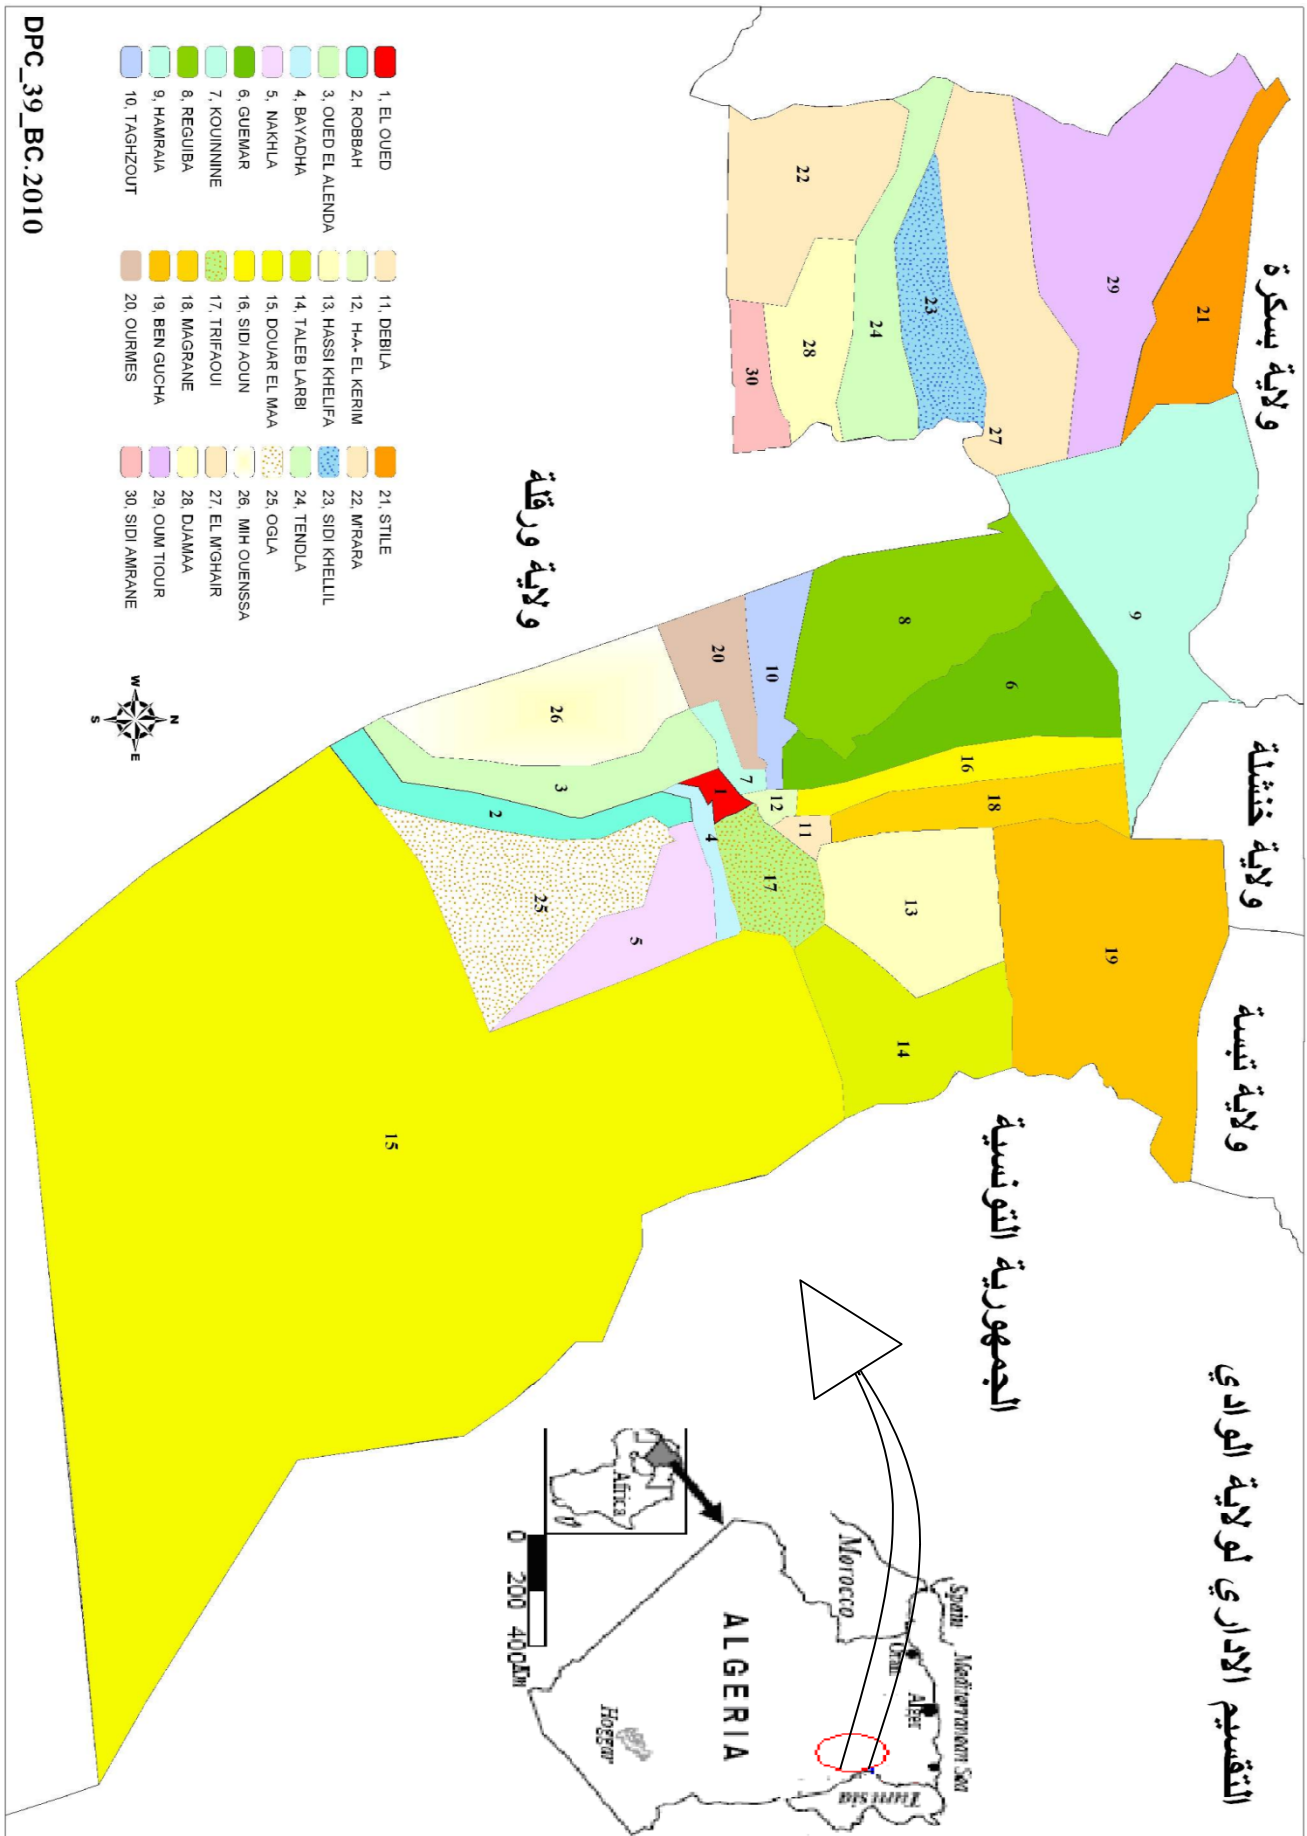 التقسيم الاداري لولاية الوادي
ولاية بسكرة
ولاية خنشلة
ولاية تبسة
الجمهورية التونسية
ولاية ورقلة
21
29
27
23
24
22
28
30
9
8
6
10
20
16
18
7
12
11
1
17
13
19
14
26
3
2
4
5
25
15
Spain
Mediterranean Sea
Morocco
Oran
Alger
Tunisia
ALGERIA
Hoggar
Africa
0 200 400Km
N
W
E
S
1, EL OUED
2, ROBBAH
3, OUED EL ALENDA
4, BAYADHA
5, NAKHLA
6, GUEMAR
7, KOUINNINE
8, REGUIBA
9, HAMRAIA
10, TAGHZOUT
11, DEBILA
12, H-A- EL KERIM
13, HASSI KHELIFA
14, TALEB LARBI
15, DOUAR EL MAA
16, SIDI AOUN
17, TRIFAOUI
18, MAGRANE
19, BEN GUCHA
20, OURMES
21, STILE
22, M'RARA
23, SIDI KHELLIL
24, TENDLA
25, OGLA
26, MIH OUENSSA
27, EL M'GHAIR
28, DJAMAA
29, OUM TIOUR
30, SIDI AMRANE
DPC_39_BC.2010